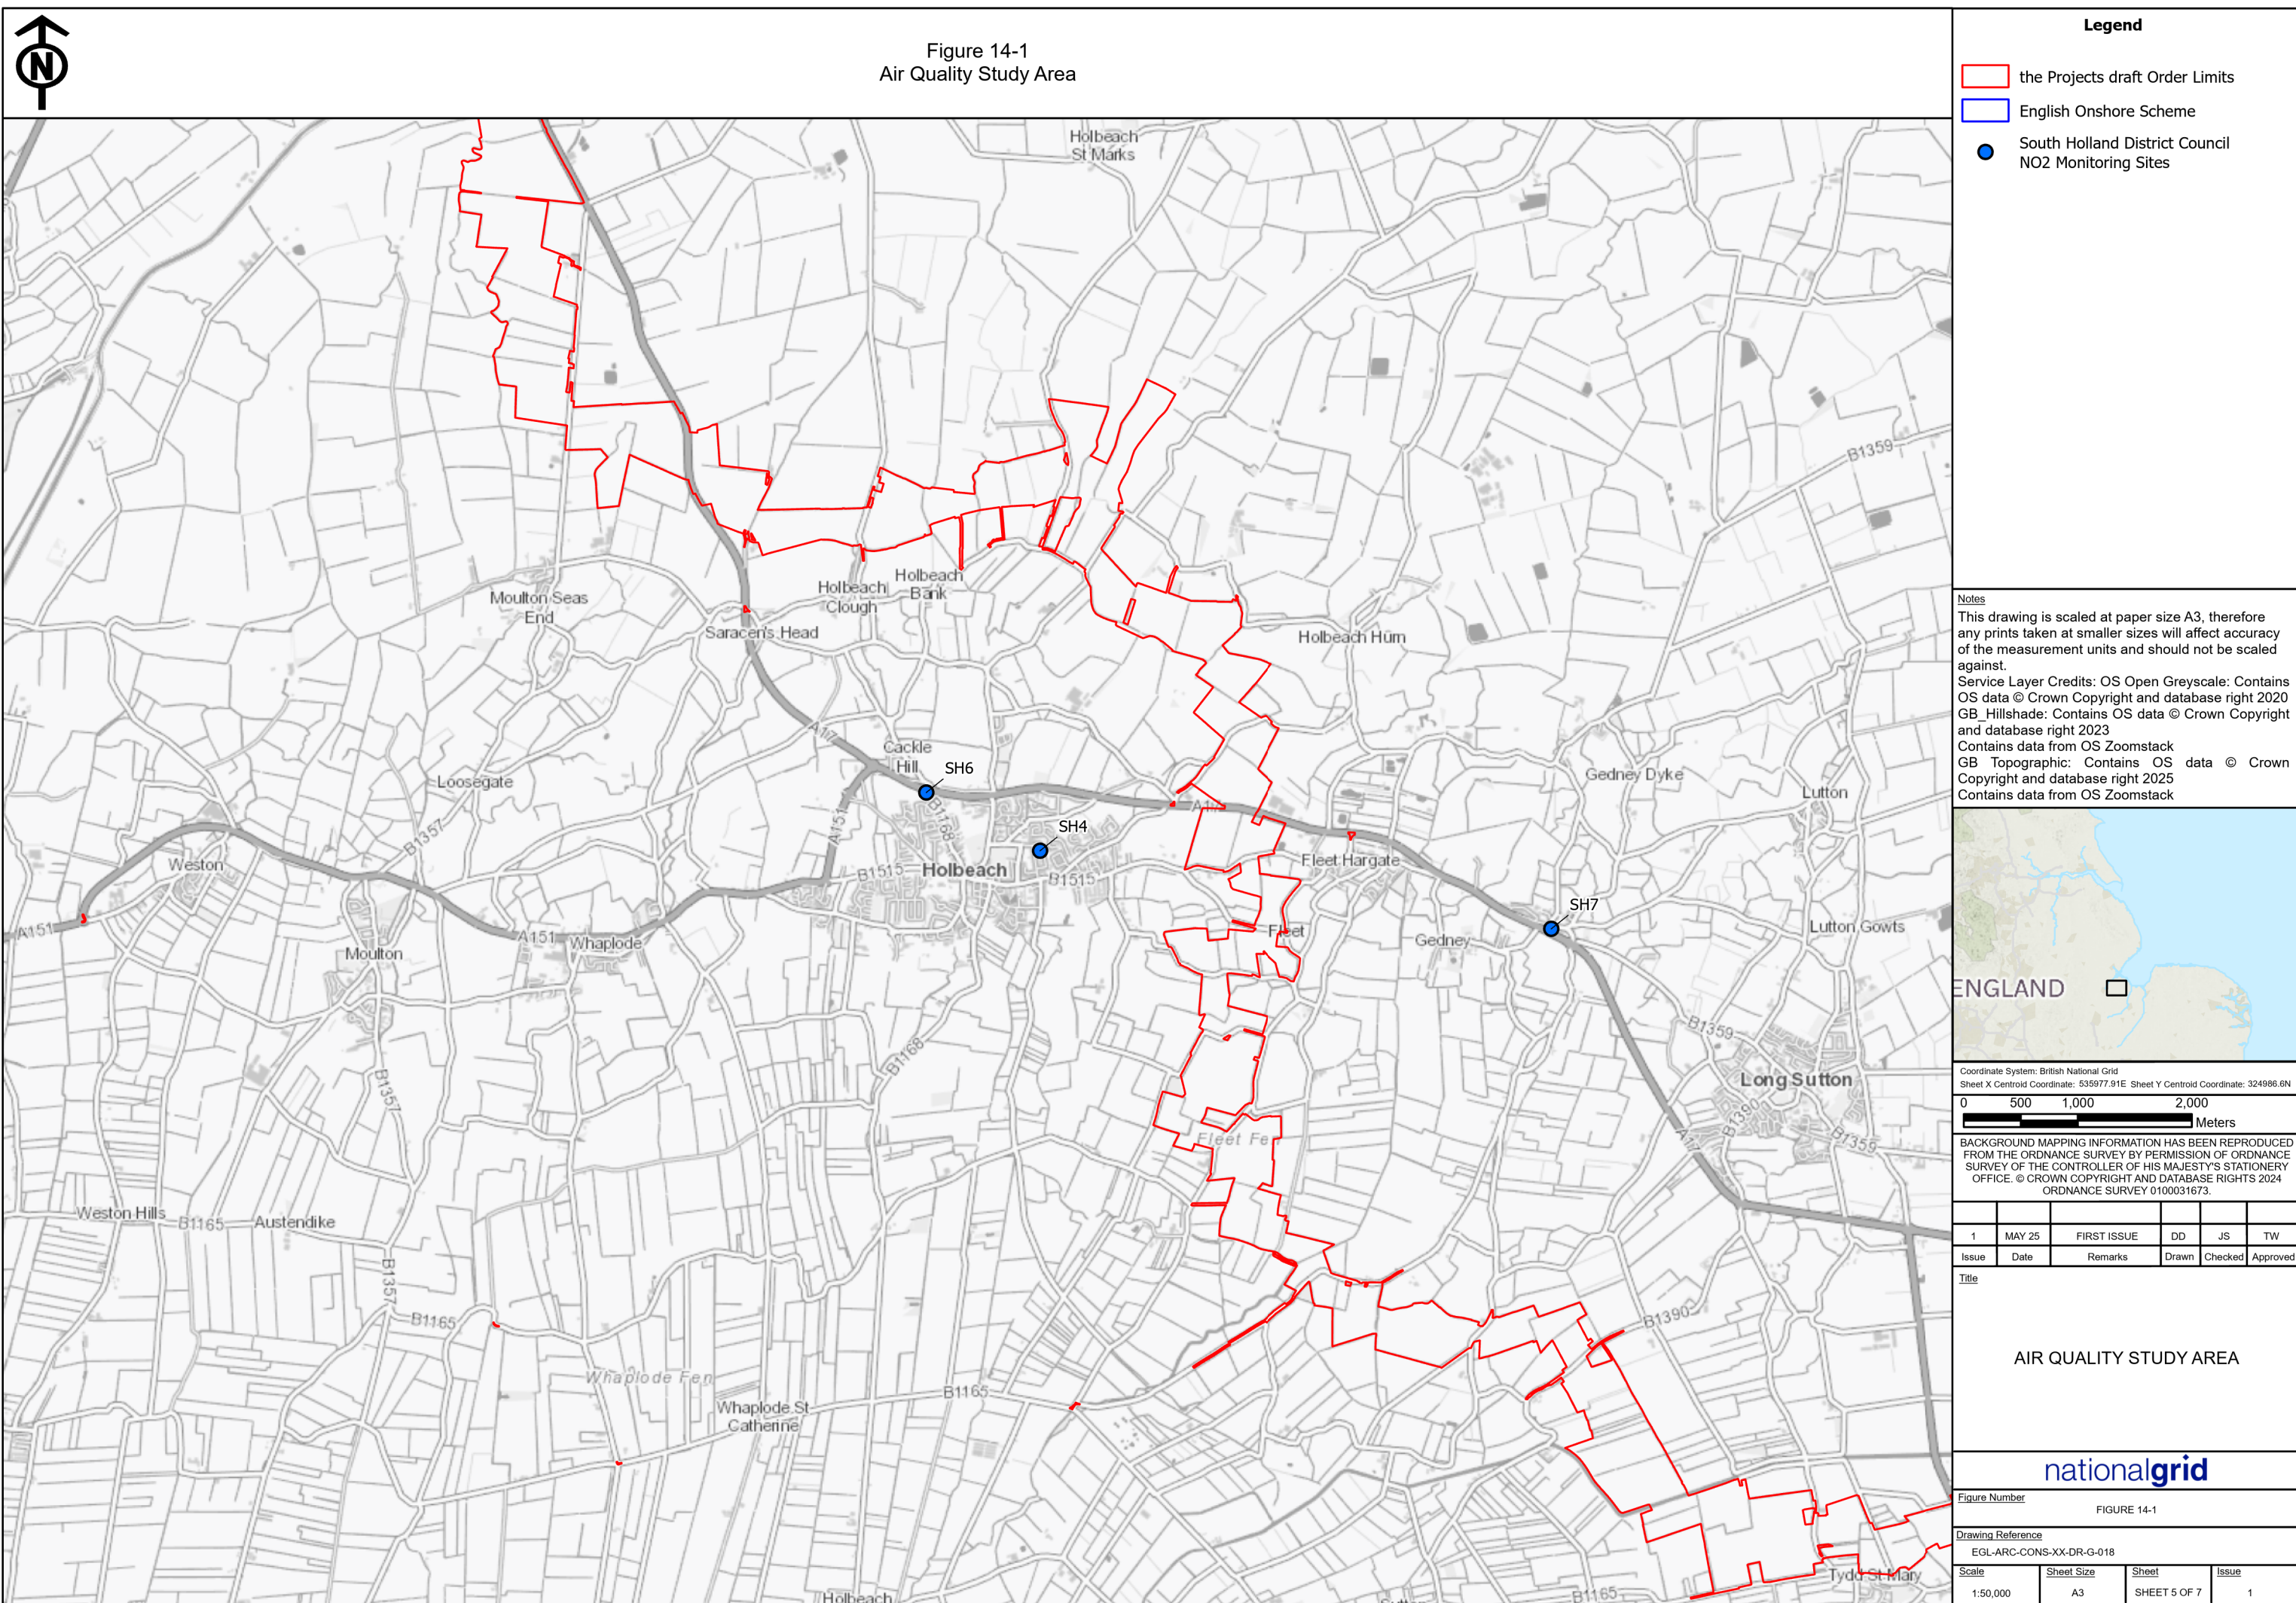 N
Figure 14-1
Air Quality Study Area
Holbeach
St Marks
B1359
Moulton Seas
End
Holbeach
Clough
Holbeach
Bank
Saracen's Head
Holbeach Hurn
A17
Cackle
Hill
SH6
Loosegate
Gedney Dyke
Lutton
B1357
A151
B1168
SH4
Weston
B1515
Holbeach
B1515
Fleet Hargate
SH7
A151
A151
Whaplode
Moulton
Fleet
Gedney
Lutton Gowts
B1359
B1168
B1357
Long Sutton
B1390
B1359
A17
Fleet Fen
Weston Hills
B1165
Austendike
B1357
B1165
B1390
Whaplode Fen
B1165
Whaplode St
Catherine
Holbeach
B1165
Tydd St Mary
Legend
the Projects draft Order Limits
English Onshore Scheme
South Holland District Council
NO2 Monitoring Sites
Notes
This drawing is scaled at paper size A3, therefore
any prints taken at smaller sizes will affect accuracy
of the measurement units and should not be scaled
against.
Service Layer Credits: OS Open Greyscale: Contains
OS data © Crown Copyright and database right 2020
GB_Hillshade: Contains OS data © Crown Copyright
and database right 2023
Contains data from OS Zoomstack
GB Topographic: Contains OS data © Crown
Copyright and database right 2025
Contains data from OS Zoomstack
ENGLAND
Coordinate System: British National Grid
Sheet X Centroid Coordinate: 535977.91E Sheet Y Centroid Coordinate: 324986.6N
0 500 1,000 2,000
Meters
BACKGROUND MAPPING INFORMATION HAS BEEN REPRODUCED
FROM THE ORDNANCE SURVEY BY PERMISSION OF ORDNANCE
SURVEY OF THE CONTROLLER OF HIS MAJESTY'S STATIONERY
OFFICE. © CROWN COPYRIGHT AND DATABASE RIGHTS 2024
ORDNANCE SURVEY 0100031673.
1 MAY 25 FIRST ISSUE DD JS TW
Issue Date Remarks Drawn Checked Approved
Title
AIR QUALITY STUDY AREA
nationalgrid
Figure Number
FIGURE 14-1
Drawing Reference
EGL-ARC-CONS-XX-DR-G-018
Scale Sheet Size Sheet Issue
1:50,000 A3 SHEET 5 OF 7 1